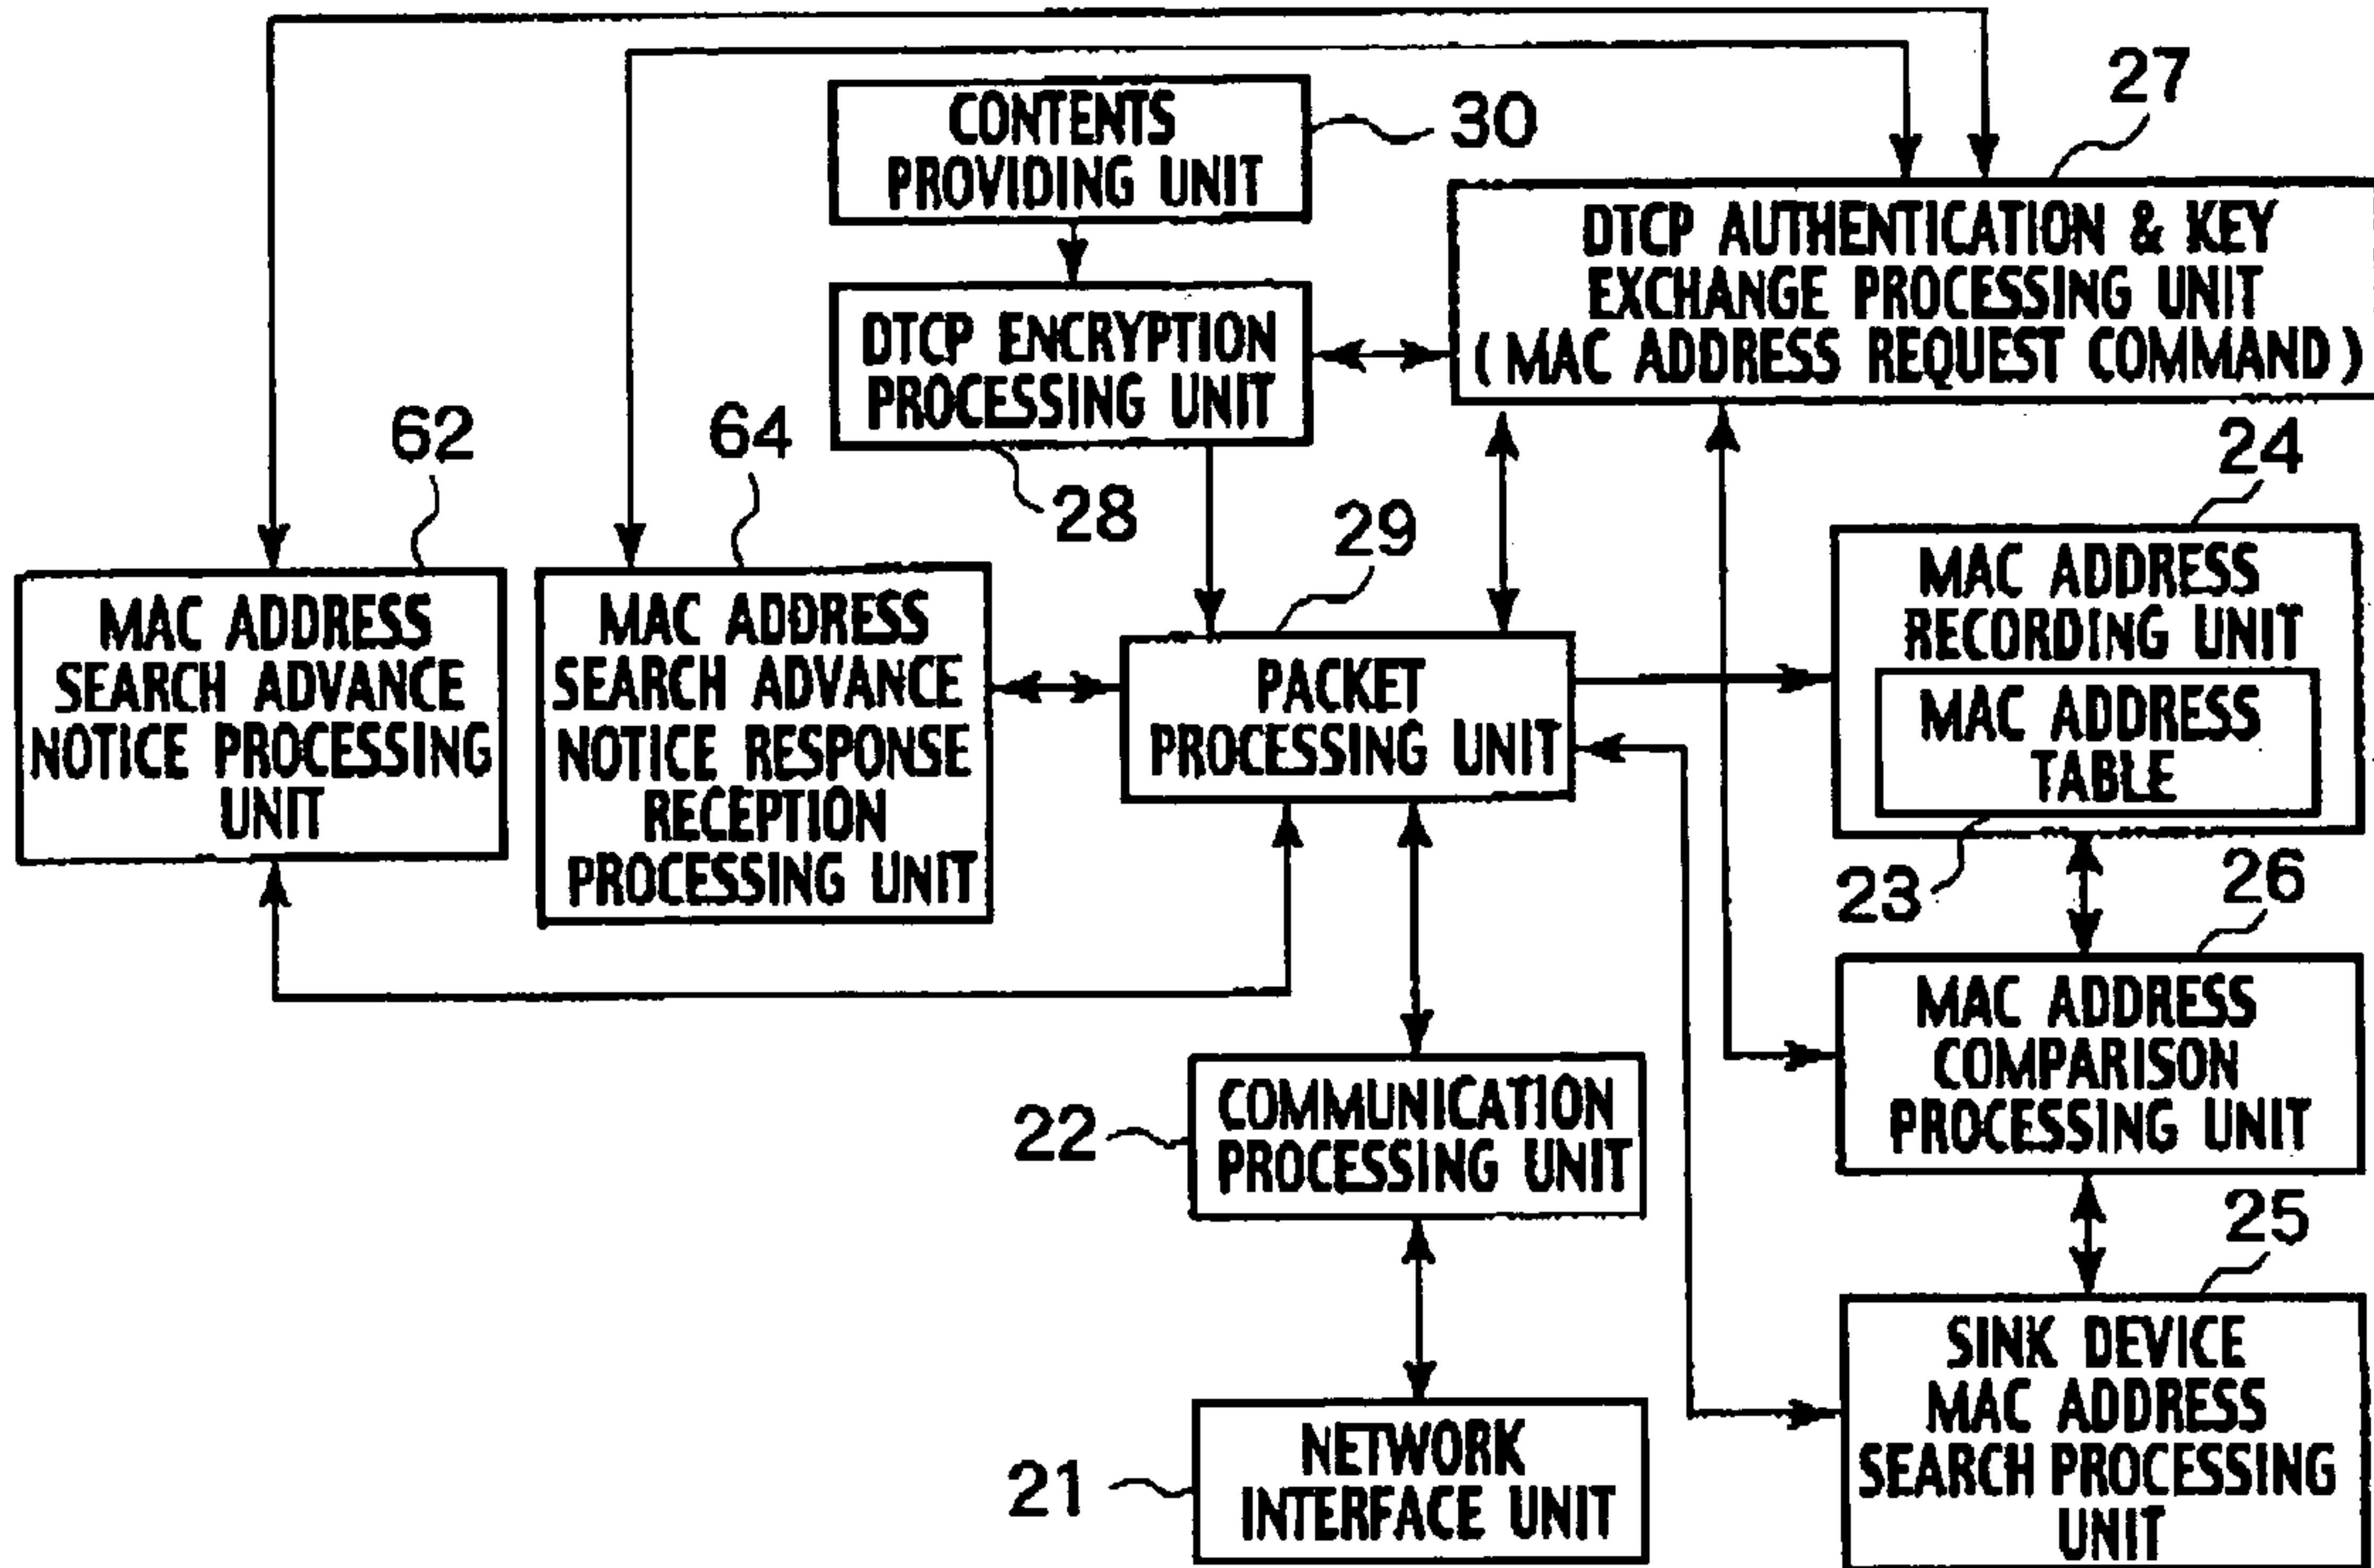 CONTENTS
PROVIDING UNIT
30
27
DTCP AUTHENTICATION & KEY
EXCHANGE PROCESSING UNIT
( MAC ADDRESS REQUEST COMMAND )
DTCP ENCRYPTION
PROCESSING UNIT
28
62
MAC ADDRESS
SEARCH ADVANCE
NOTICE PROCESSING
UNIT
64
MAC ADDRESS
SEARCH ADVANCE
NOTICE RESPONSE
RECEPTION
PROCESSING UNIT
29
PACKET
PROCESSING UNIT
24
MAC ADDRESS
RECORDING UNIT
MAC ADDRESS
TABLE
23
26
MAC ADDRESS
COMPARISON
PROCESSING UNIT
22
COMMUNICATION
PROCESSING UNIT
25
SINK DEVICE
MAC ADDRESS
SEARCH PROCESSING
UNIT
21
NETWORK
INTERFACE UNIT